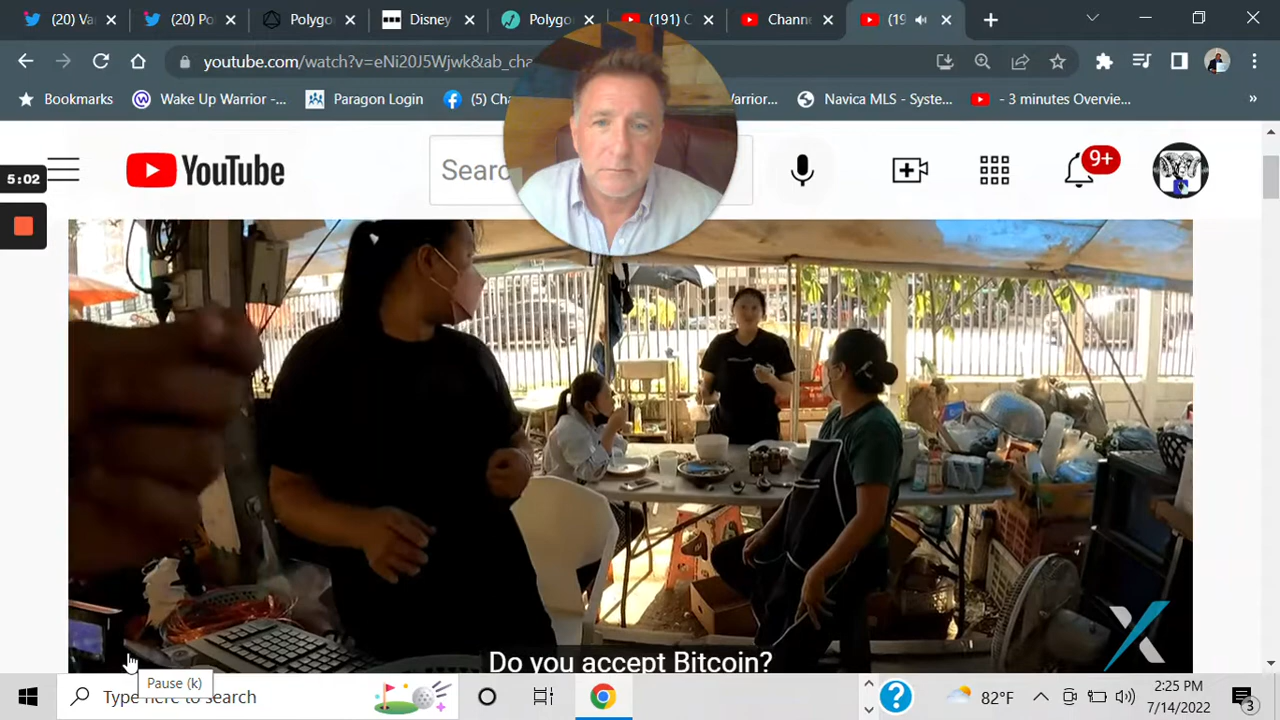 (20) Va
(20) Po
Polygo
Disney
Polygo
(191) C
Channe
(19
youtube.com/watch?v=eNi20J5Wjwk&ab_cha
Bookmarks
Wake Up Warrior -...
Paragon Login
(5) Cha
Warrior...
Navica MLS - Syste...
- 3 minutes Overvie...
»
5:02
YouTube
Searc
9+
Do you accept Bitcoin?
X
Pause (k)
Type here to search
?
82°F
2:25 PM
7/14/2022
3